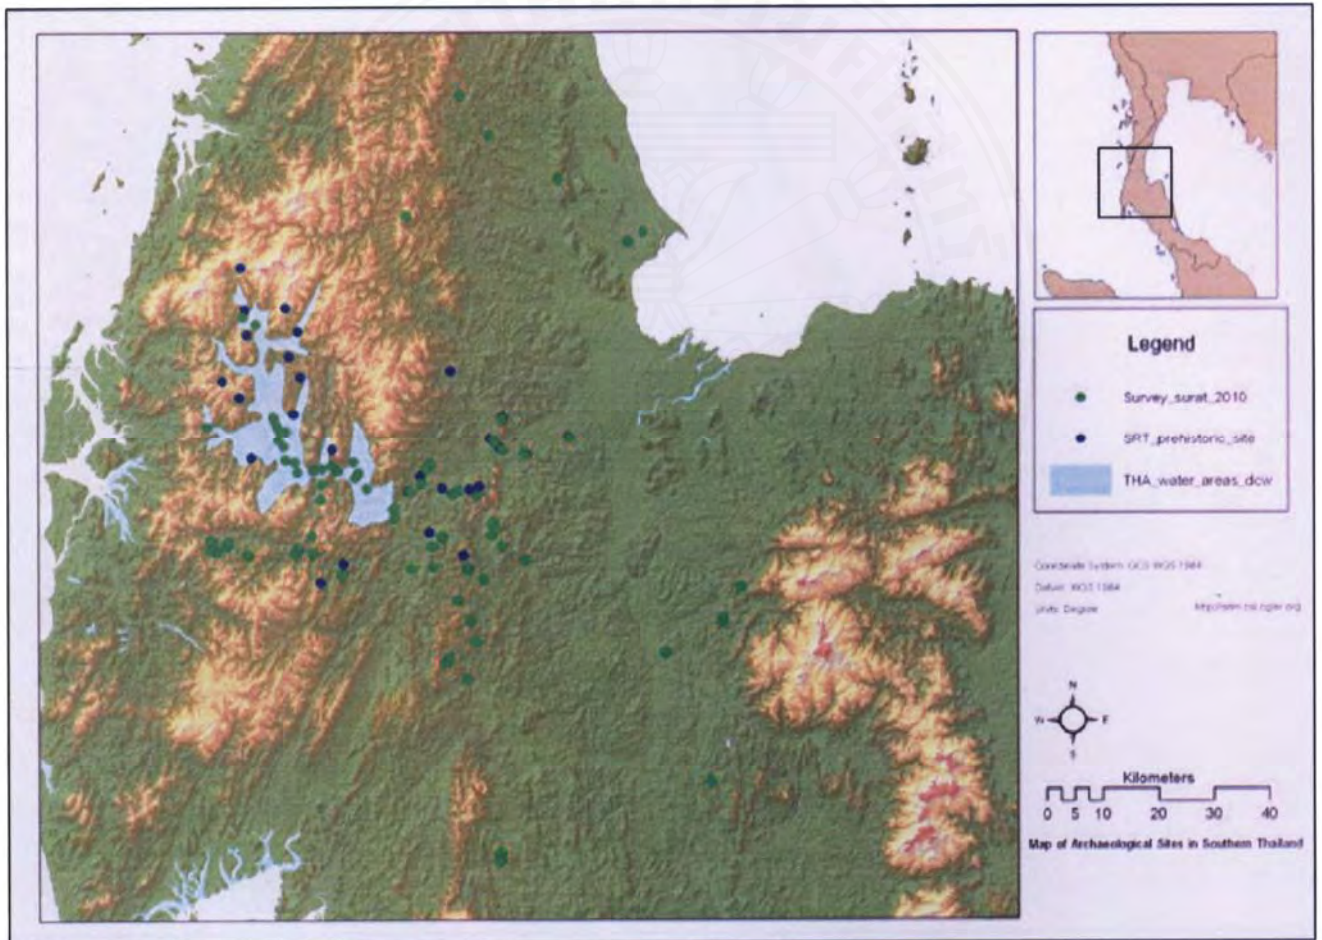 Legend
Survey_surat_2010
SRT_prehistoric_site
THA_water_areas_dcw
Coordinate System: GCS WGS 1984
Datum: WGS 1984
Units: Degree
N
W E
S
Kilometers
0 5 10 20 30 40
Map of Archaeological Sites in Southern Thailand